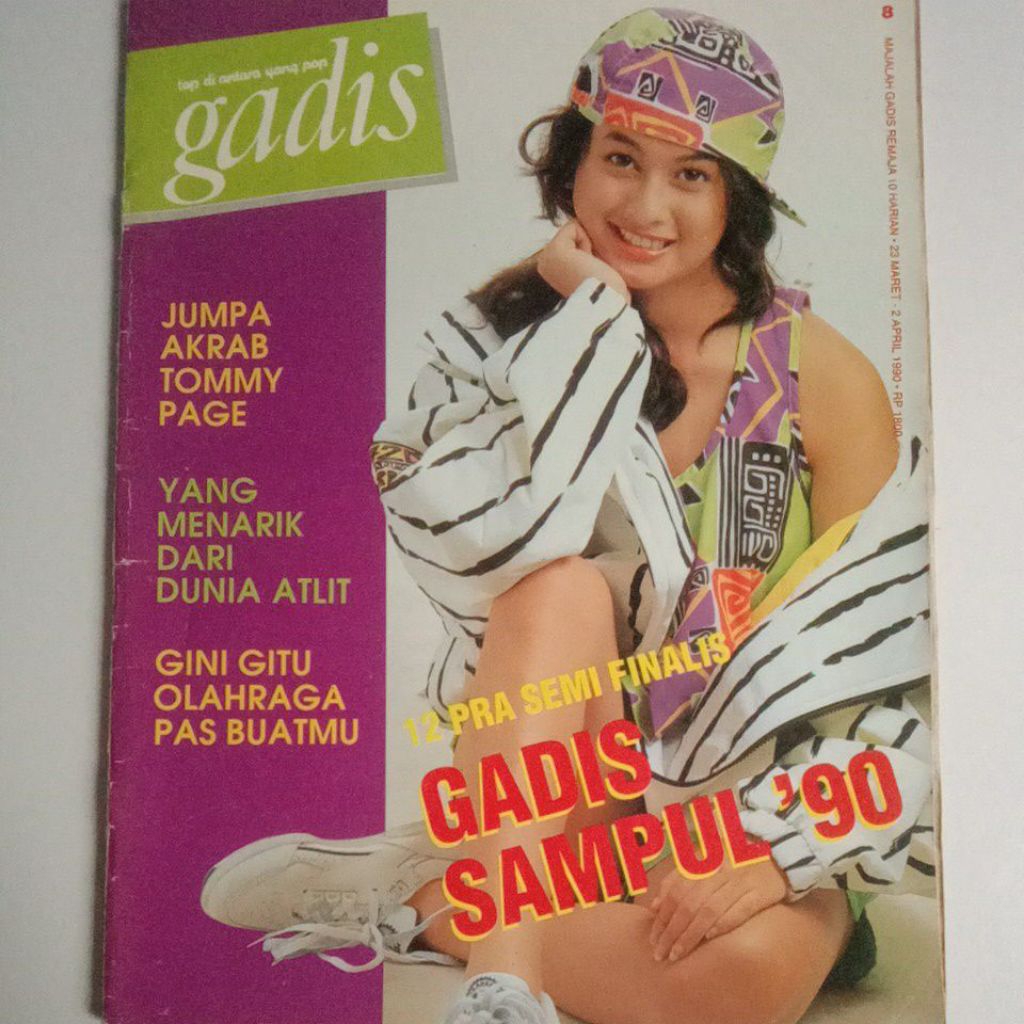 top di antara yang pop
gadis
8
MAJALAH GADIS REMAJA 10 HARIAN • 23 MARET - 2 APRIL 1990 • RP 1800
JUMPA
AKRAB
TOMMY
PAGE
YANG
MENARIK
DARI
DUNIA ATLIT
GINI GITU
OLAHRAGA
PAS BUATMU
12 PRA SEMI FINALIS
GADIS
SAMPUL '90